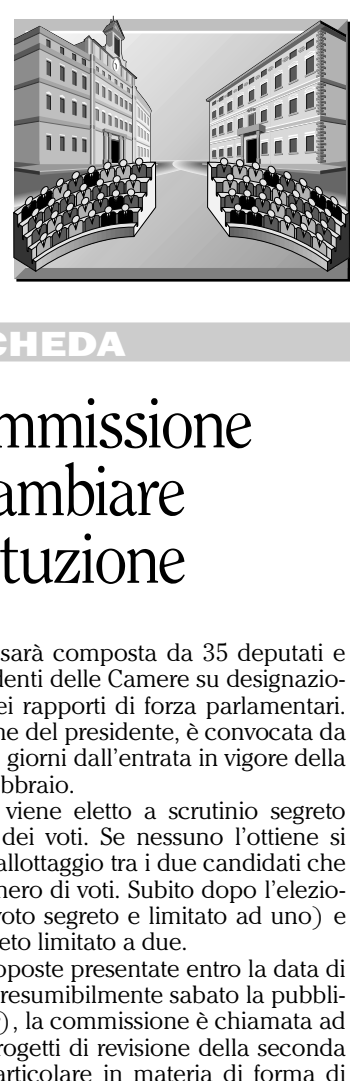 CHEDA
mmissione
ambiare
tuzione
sarà composta da 35 deputati e
denti delle Camere su designazio-
ei rapporti di forza parlamentari.
ne del presidente, è convocata da
giorni dall'entrata in vigore della
bbraio.
viene eletto a scrutinio segreto
dei voti. Se nessuno l'ottiene si
allottaggio tra i due candidati che
nero di voti. Subito dopo l'elezio-
voto segreto e limitato ad uno) e
eto limitato a due.
oposte presentate entro la data di
resumibilmente sabato la pubbli-
), la commissione è chiamata ad
rogetti di revisione della seconda
articolare in materia di forma di